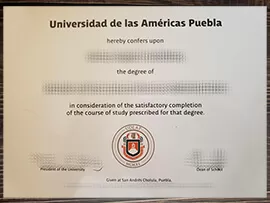 Universidad de las Américas Puebla
hereby confers upon
the degree of
in consideration of the satisfactory completion
of the course of study prescribed for that degree.
President of the University
Dean of School
Given at San Andrés Cholula, Puebla,